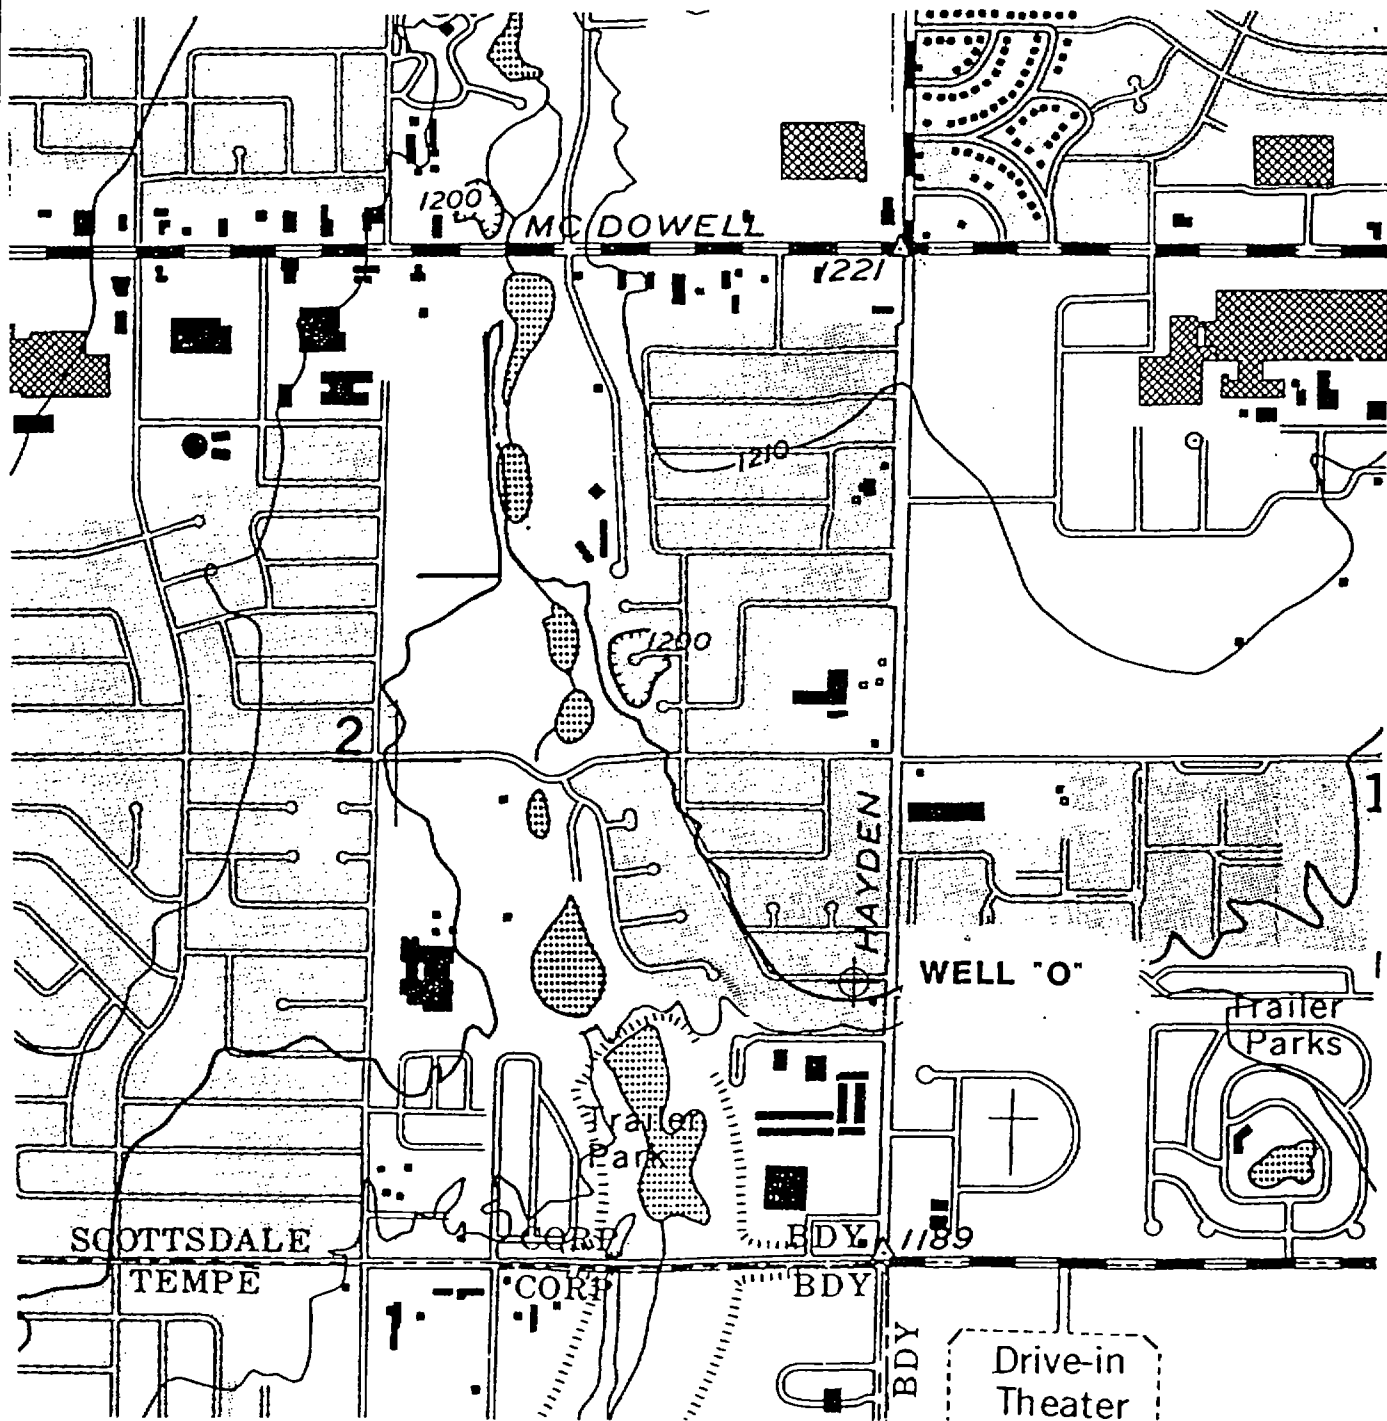 1200
MC DOWELL
1221
1210
1200
2
1
HAYDEN
WELL "O"
Trailer
Parks
Trailer
Park
SCOTTSDALE CORP BDY 1189
TEMPE CORP BDY
BDY
Drive-in
Theater